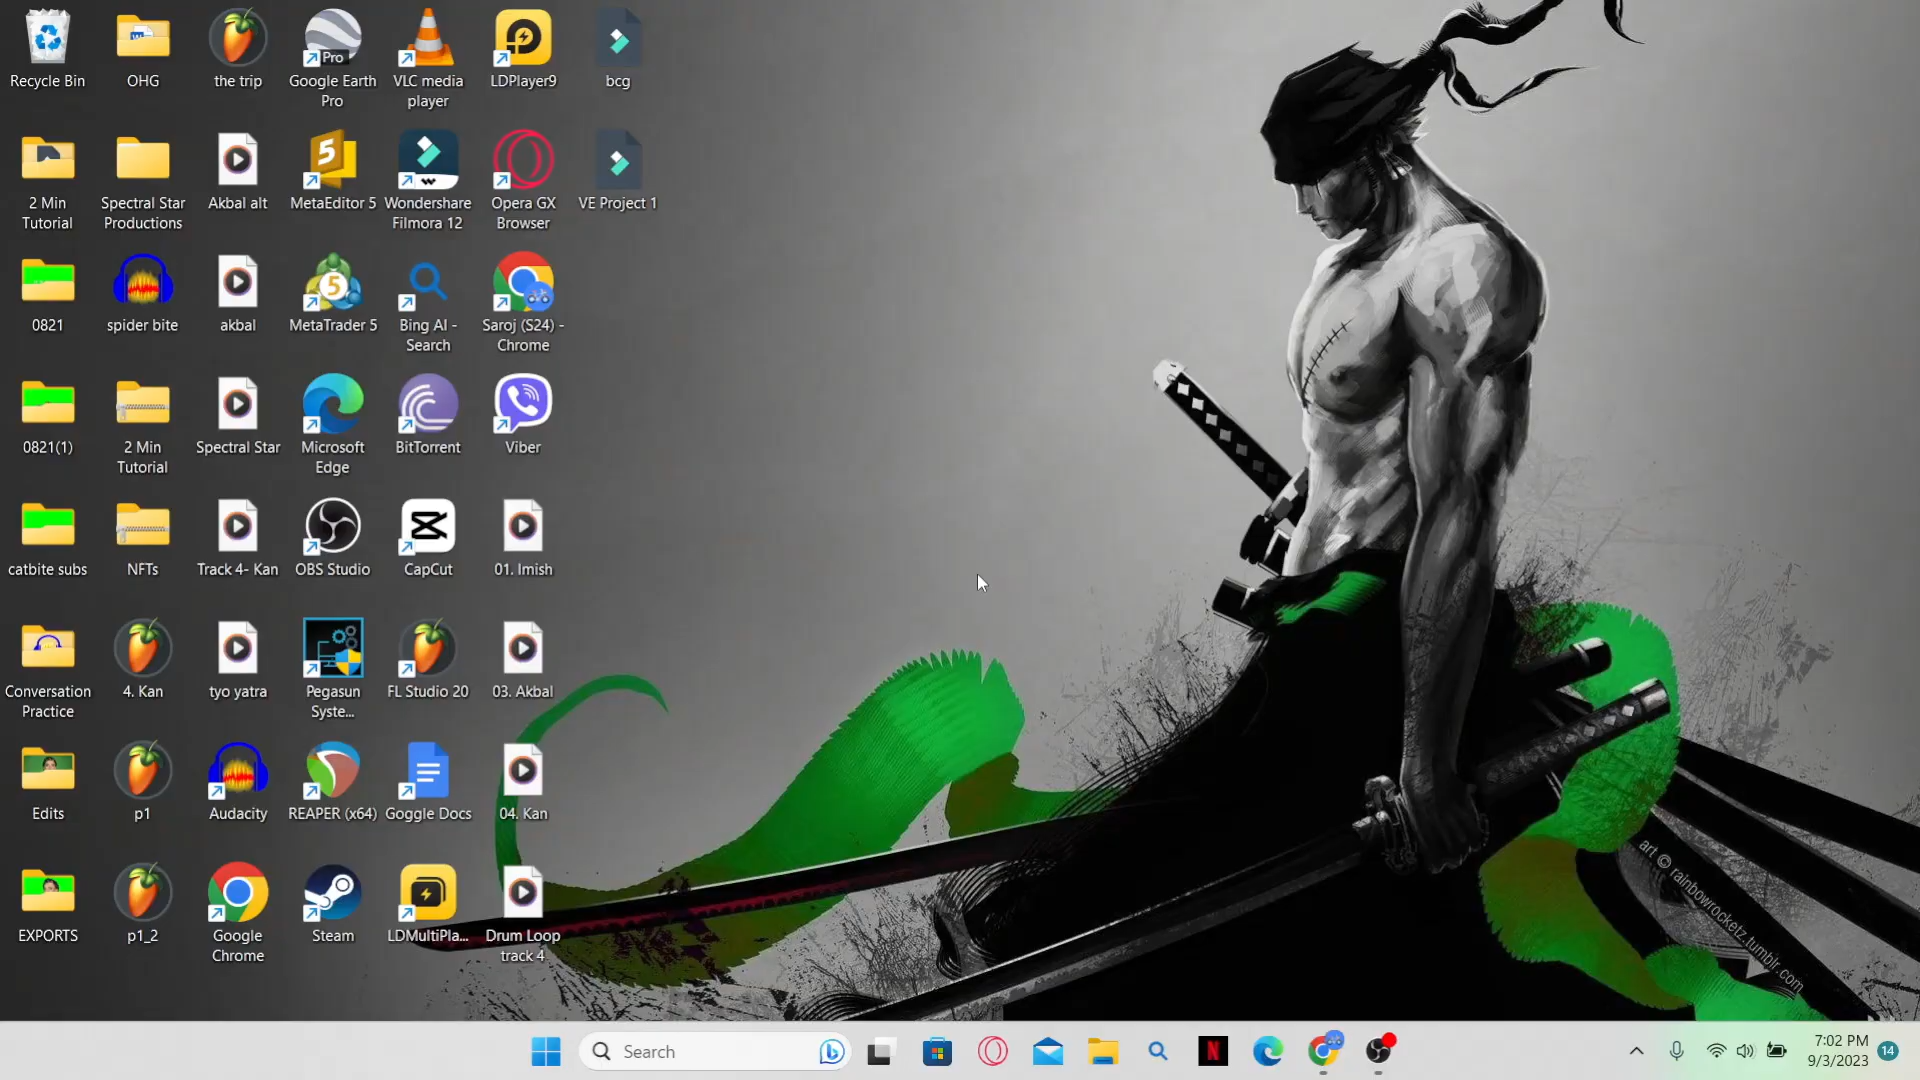 Recycle Bin
OHG
the trip
Pro
Google Earth
Pro
VLC media
player
LDPlayer9
bcg
2 Min
Tutorial
Spectral Star
Productions
Akbal alt
5
MetaEditor 5
Wondershare
Filmora 12
Opera GX
Browser
VE Project 1
0821
spider bite
akbal
5
MetaTrader 5
Bing AI -
Search
Saroj (S24) -
Chrome
0821(1)
2 Min
Tutorial
Spectral Star
Microsoft
Edge
BitTorrent
Viber
catbite subs
NFTs
Track 4- Kan
OBS Studio
CapCut
01. Imish
Conversation
Practice
4. Kan
tyo yatra
Pegasun
Syste...
FL Studio 20
03. Akbal
Edits
p1
Audacity
REAPER (x64)
Goggle Docs
04. Kan
EXPORTS
p1_2
Google
Chrome
Steam
LDMultiPla...
Drum Loop
track 4
art © rainbowrocketz.tumblr.com
Search
N
7:02 PM
9/3/2023
14